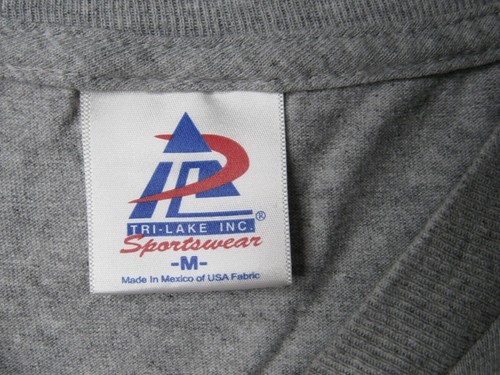 TRI-LAKE INC.®
Sportswear
-M-
Made In Mexico of USA Fabric